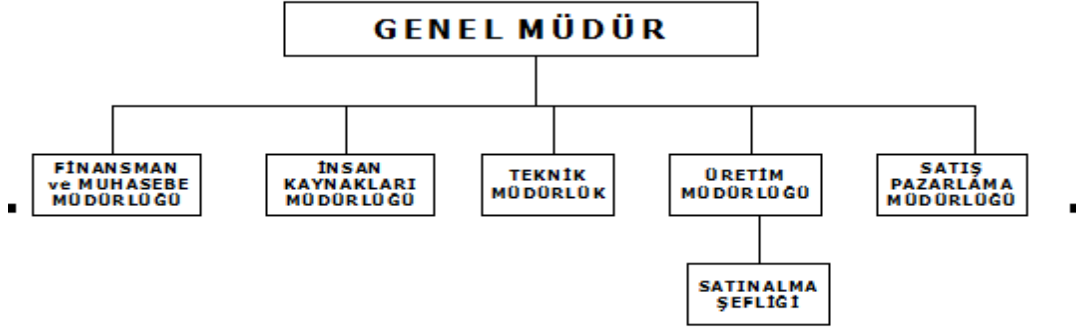 GENEL MÜDÜR
FİNANSMAN
ve MUHASEBE
MÜDÜRLÜĞÜ
İNSAN
KAYNAKLARI
MÜDÜRLÜĞÜ
TEKNİK
MÜDÜRLÜK
ÜRETİM
MÜDÜRLÜĞÜ
SATIŞ
PAZARLAMA
MÜDÜRLÜĞÜ
SATINALMA
ŞEFLİĞİ